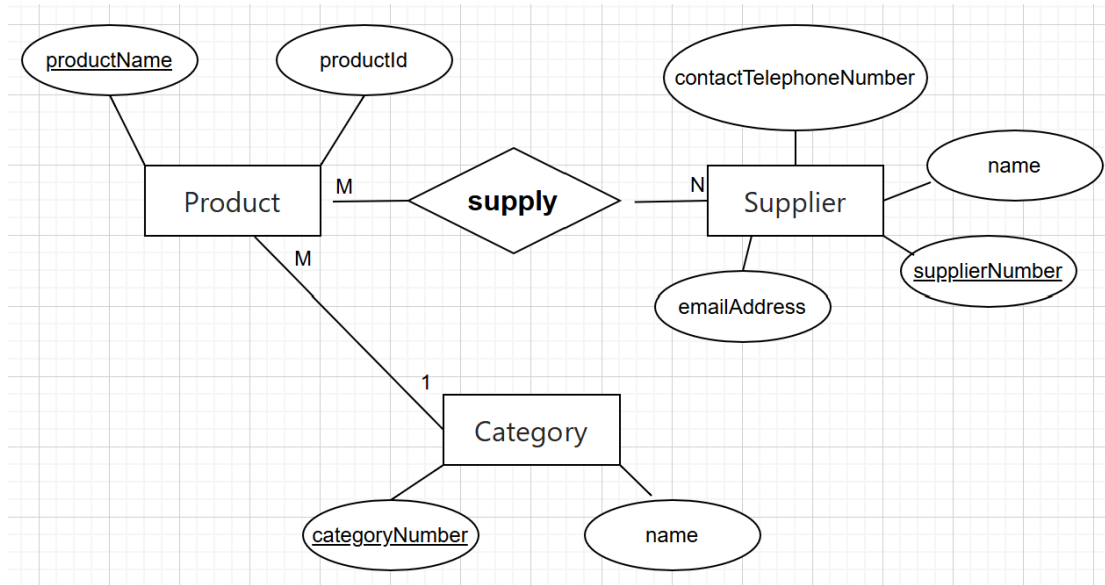 productName
productId
contactTelephoneNumber
name
Product
M
supply
N
Supplier
supplierNumber
M
emailAddress
1
Category
categoryNumber
name